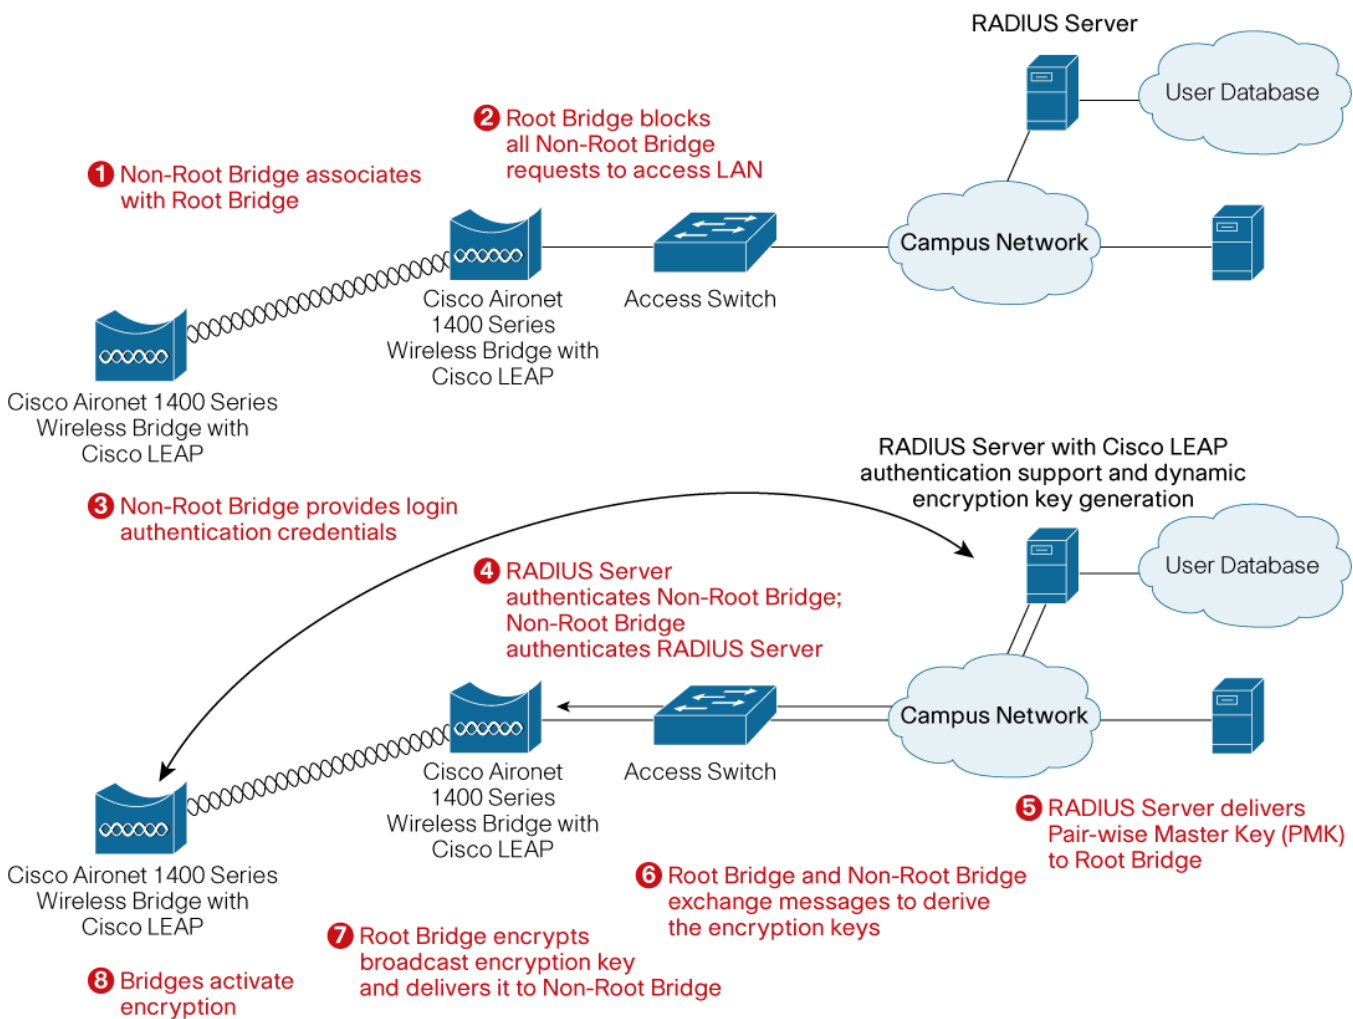 RADIUS Server
User Database
2 Root Bridge blocks
all Non-Root Bridge
requests to access LAN
1 Non-Root Bridge associates
with Root Bridge
Campus Network
Cisco Aironet
1400 Series
Wireless Bridge with
Cisco LEAP
Access Switch
Cisco Aironet 1400 Series
Wireless Bridge with
Cisco LEAP
RADIUS Server with Cisco LEAP
authentication support and dynamic
encryption key generation
3 Non-Root Bridge provides login
authentication credentials
User Database
4 RADIUS Server
authenticates Non-Root Bridge;
Non-Root Bridge
authenticates RADIUS Server
Campus Network
Cisco Aironet
1400 Series
Wireless Bridge with
Cisco LEAP
Access Switch
5 RADIUS Server delivers
Pair-wise Master Key (PMK)
to Root Bridge
Cisco Aironet 1400 Series
Wireless Bridge with
Cisco LEAP
6 Root Bridge and Non-Root Bridge
exchange messages to derive
the encryption keys
7 Root Bridge encrypts
broadcast encryption key
and delivers it to Non-Root Bridge
8 Bridges activate
encryption